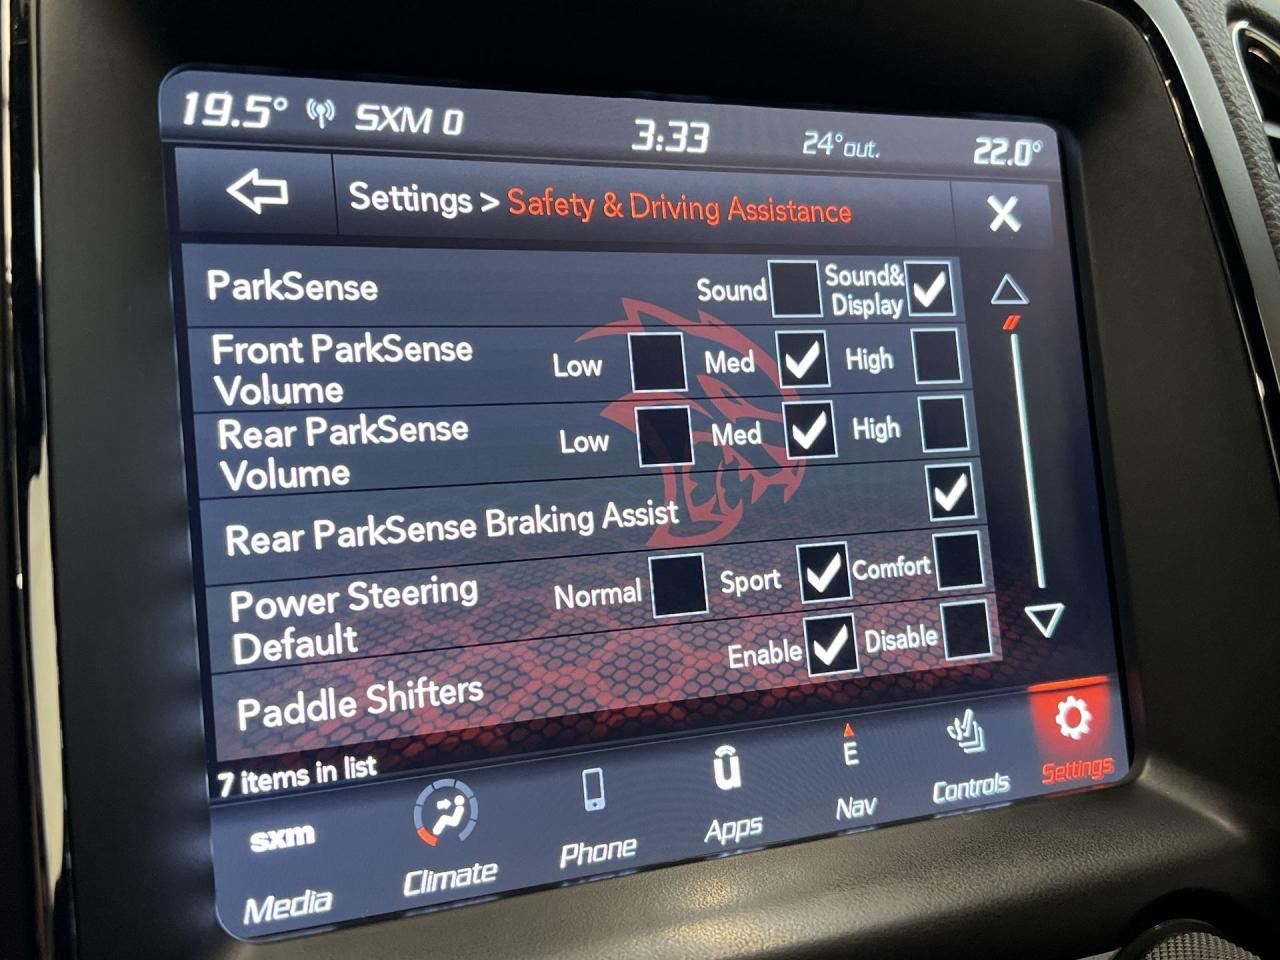 19.5° SXM 0 3:33 24°out. 22.0°
Settings > Safety & Driving Assistance
ParkSense Sound Sound& Display
Front ParkSense Volume Low Med High
Rear ParkSense Volume Low Med High
Rear ParkSense Braking Assist
Power Steering Default Normal Sport Comfort
Paddle Shifters Enable Disable
7 items in list
sxm u E
Media Climate Phone Apps Nav Controls Settings